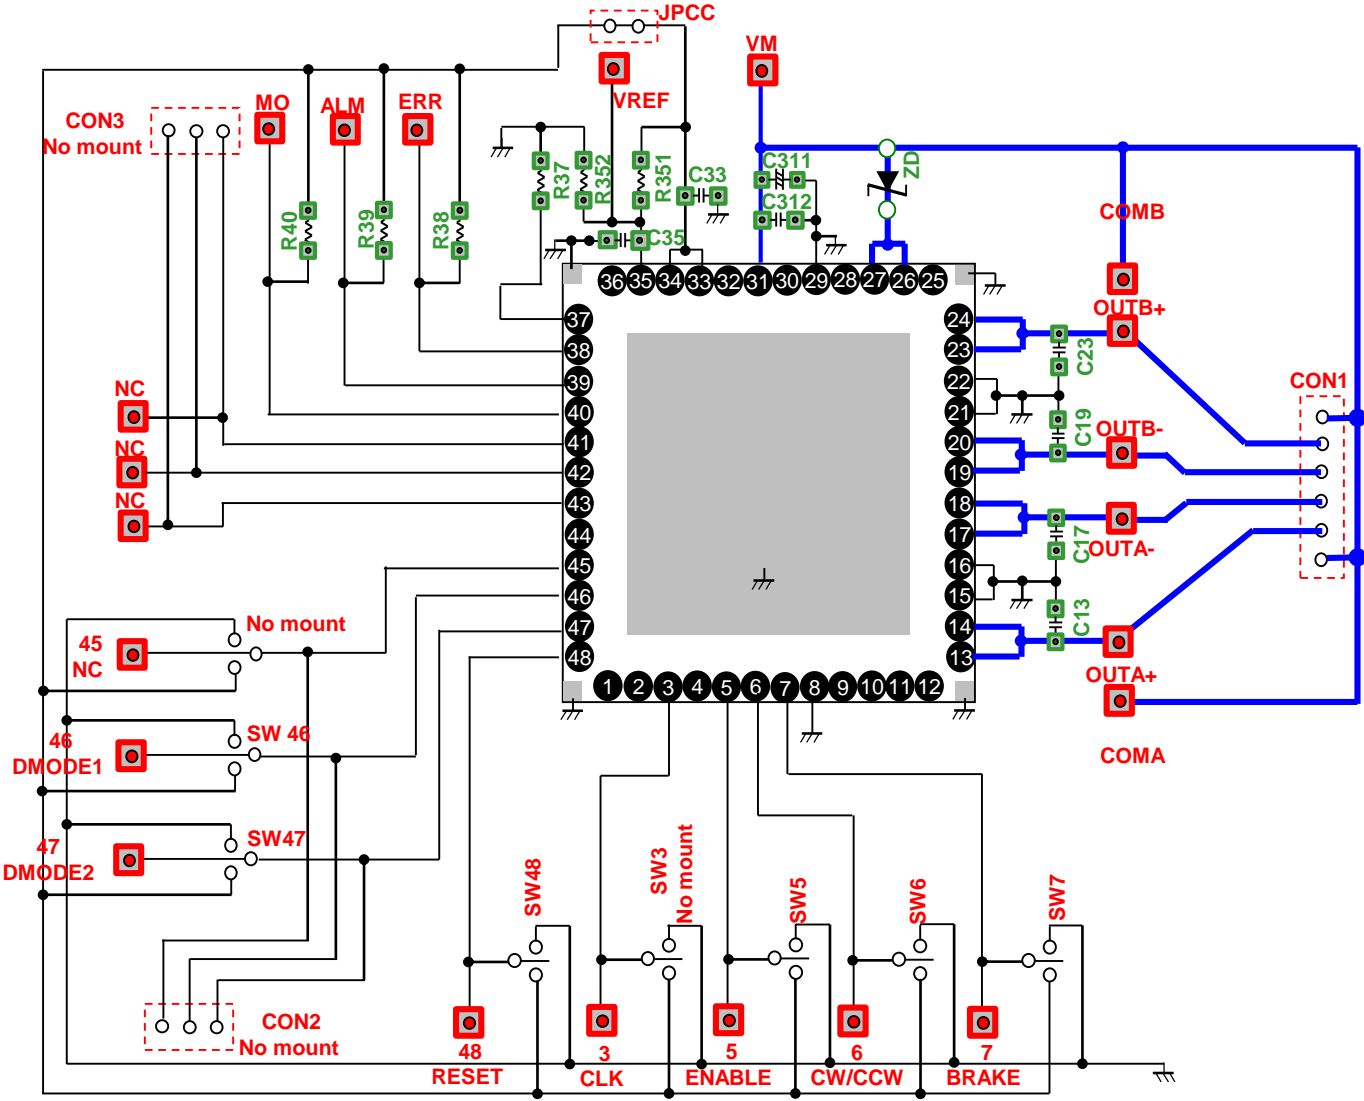 JPCC
VM
VREF
MO
ALM
ERR
CON3
No mount
R40
R39
R38
R37
R352
R351
C33
C35
C311
C312
ZD
COMB
OUTB+
C23
CON1
C19
OUTB-
C17
OUTA-
C13
OUTA+
COMA
36 35 34 33 32 31 30 29 28 27 26 25
37
38
39
40
41
42
43
44
45
46
47
48
24
23
22
21
20
19
18
17
16
15
14
13
1 2 3 4 5 6 7 8 9 10 11 12
NC
NC
NC
No mount
45
NC
SW 46
46
DMODE1
SW47
47
DMODE2
CON2
No mount
SW48
SW3
No mount
SW5
SW6
SW7
48
RESET
3
CLK
5
ENABLE
6
CW/CCW
7
BRAKE